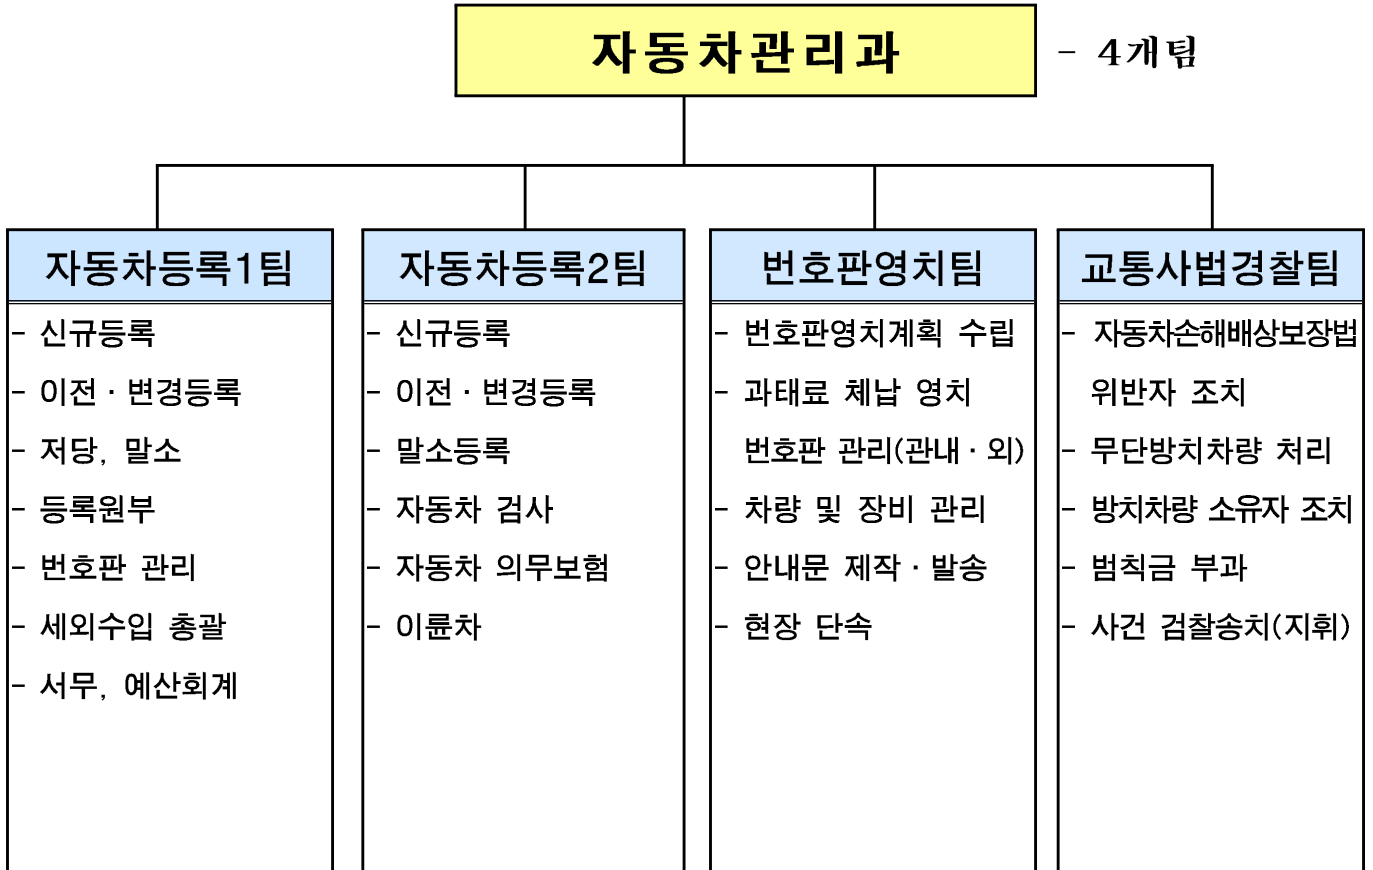 자동차관리과
- 4개팀
자동차등록1팀
- 신규등록
- 이전 · 변경등록
- 저당, 말소
- 등록원부
- 번호판 관리
- 세외수입 총괄
- 서무, 예산회계
자동차등록2팀
- 신규등록
- 이전 · 변경등록
- 말소등록
- 자동차 검사
- 자동차 의무보험
- 이륜차
번호판영치팀
- 번호판영치계획 수립
- 과태료 체납 영치
번호판 관리(관내 · 외)
- 차량 및 장비 관리
- 안내문 제작 · 발송
- 현장 단속
교통사법경찰팀
- 자동차손해배상보장법
위반자 조치
- 무단방치차량 처리
- 방치차량 소유자 조치
- 범칙금 부과
- 사건 검찰송치(지휘)